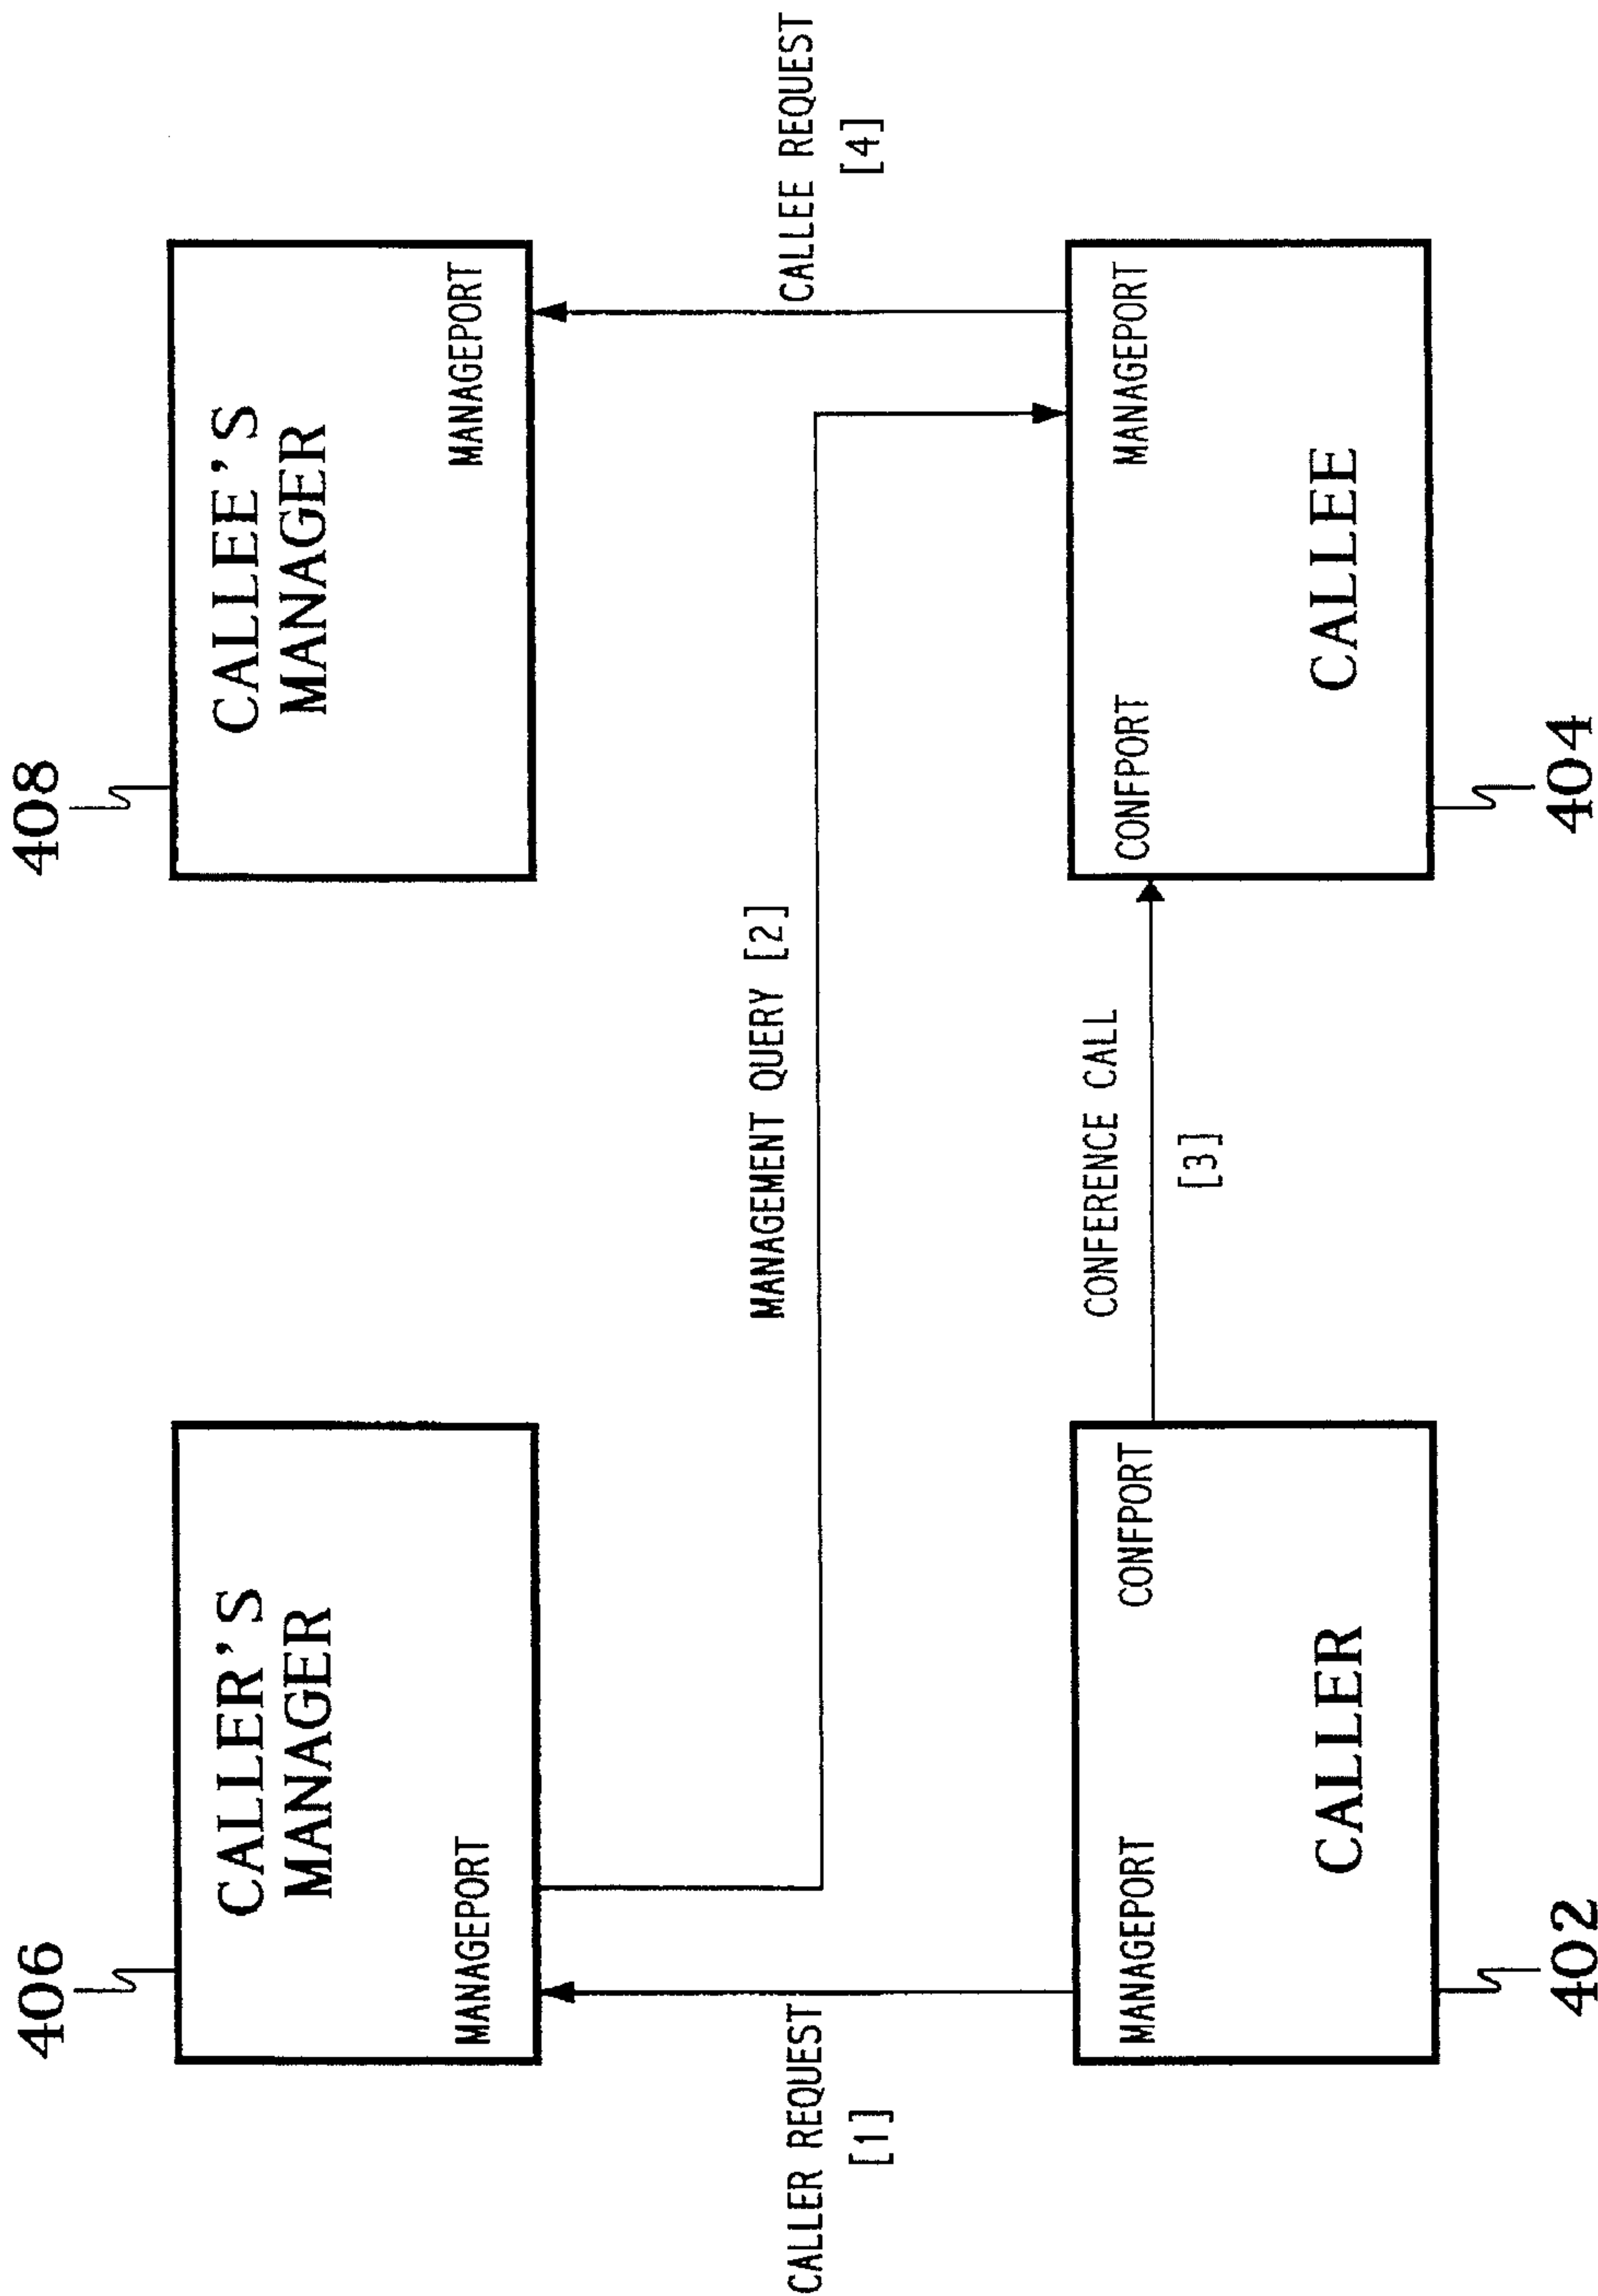 406
CALLER'S
MANAGER
MANAGEPORT
408
CALLEE'S
MANAGER
MANAGEPORT
CALLER REQUEST
[1]
MANAGEMENT QUERY [2]
CALLEE REQUEST
[4]
MANAGEPORT
CONFPORT
CALLER
402
CONFERENCE CALL
[3]
CONFPORT
MANAGEPORT
CALLEE
404